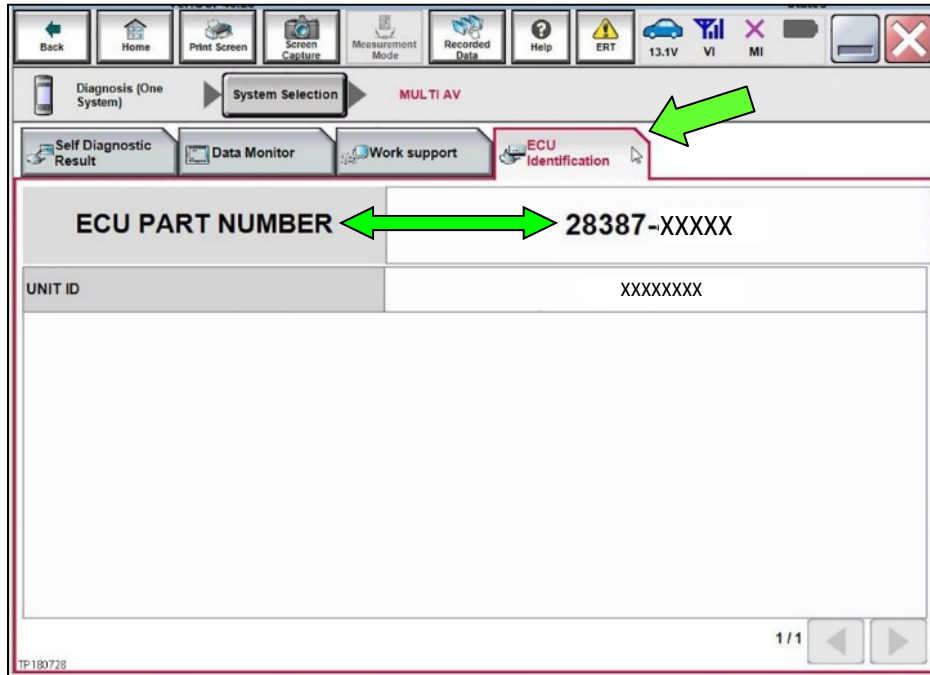 Back
Home
Print Screen
Screen
Capture
Measurement
Mode
Recorded
Data
Help
ERT
13.1V
VI
MI
Diagnosis (One
System)
System Selection
MULTI AV
Self Diagnostic
Result
Data Monitor
Work support
ECU
Identification
ECU PART NUMBER
28387-XXXXX
UNIT ID
XXXXXXXX
1/1
TP180728